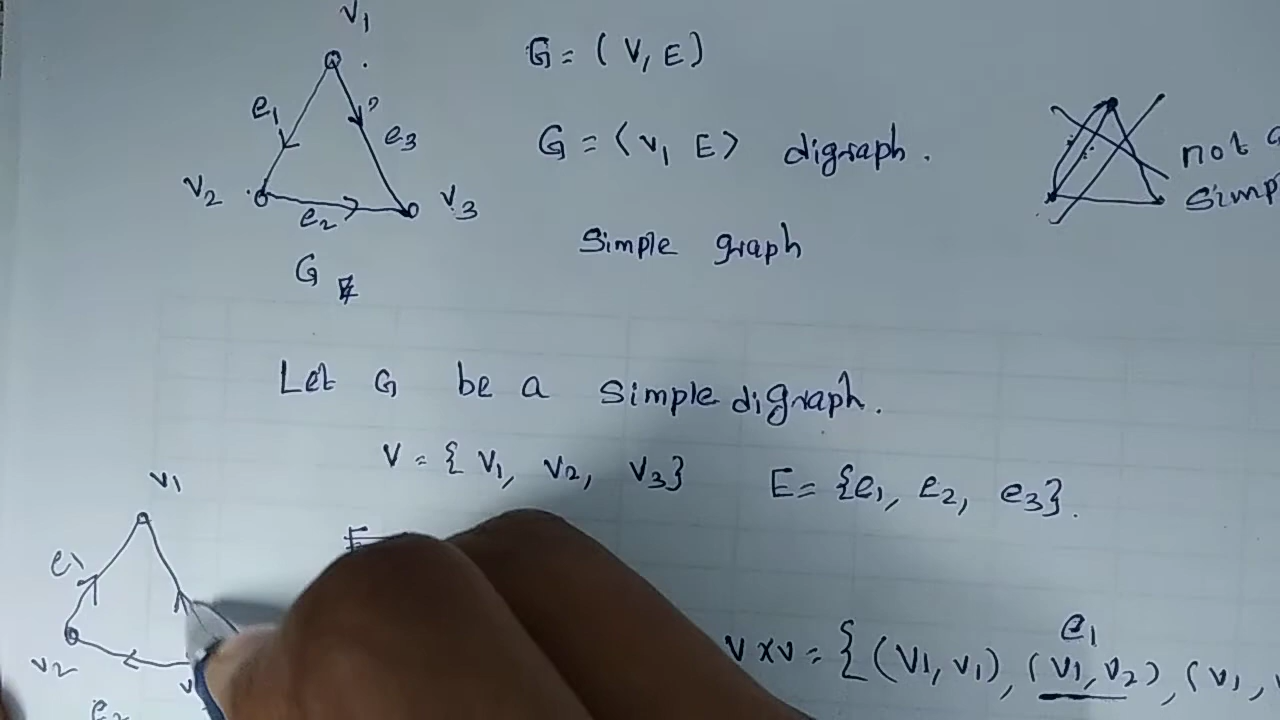 v1
G = (V, E)
e1
e3
G = <V, E> digraph.
not
v2
v3
e2
Simple graph
G
Let G be a Simple digraph.
V = { v1, v2, v3} E = {e1, e2, e3}.
v1
e1
e1
v2
V x V = { (v1, v1), (v1, v2), (v1,
e2